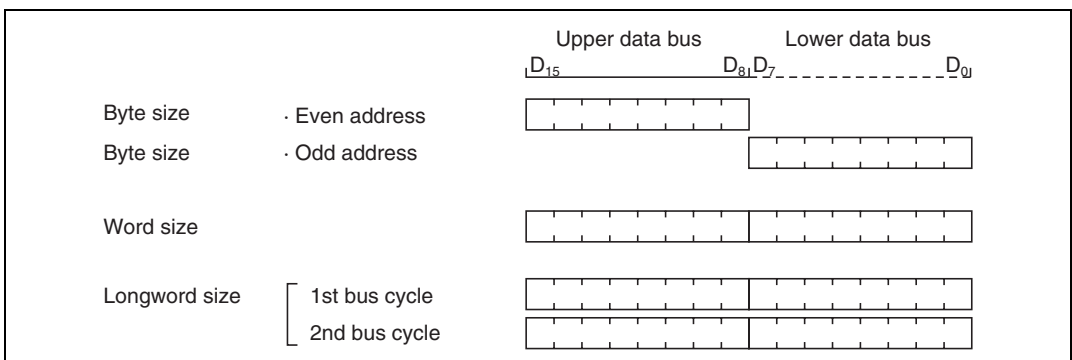 Upper data bus Lower data bus
D15 D8 D7 D0
Byte size · Even address
Byte size · Odd address
Word size
Longword size 1st bus cycle
2nd bus cycle